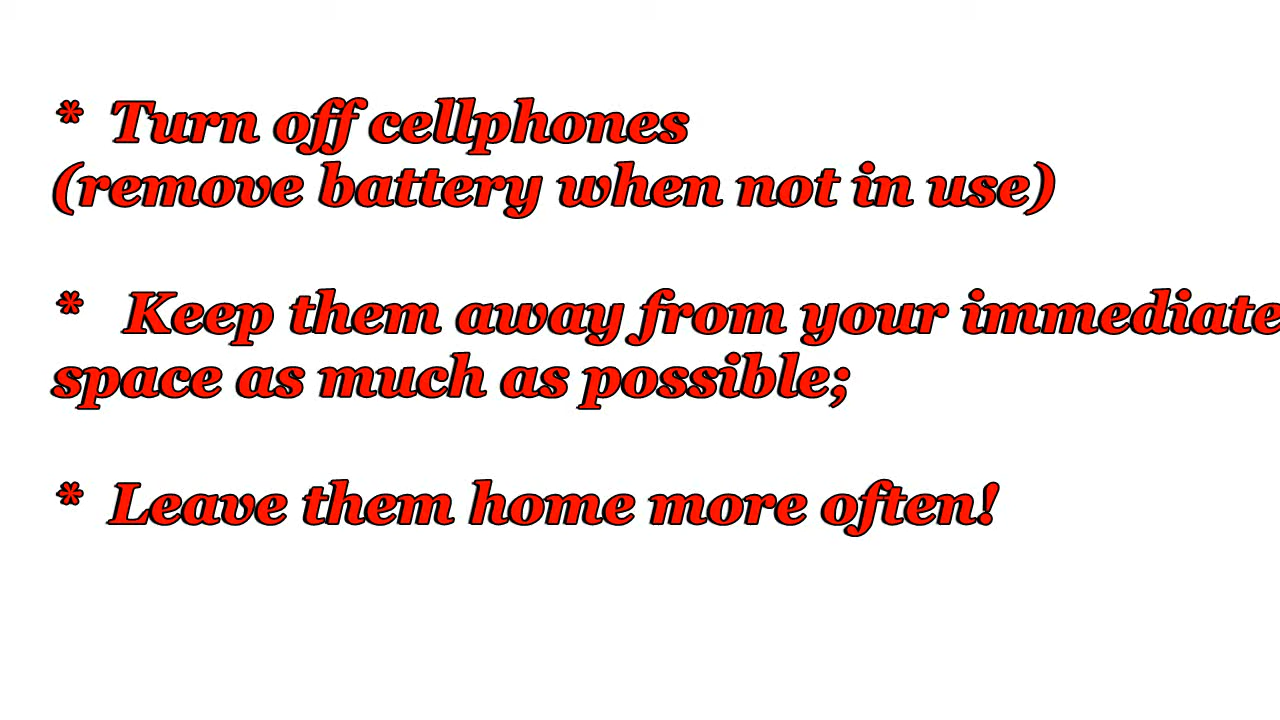 * Turn off cellphones
(remove battery when not in use)
* Keep them away from your immediate
space as much as possible;
* Leave them home more often!